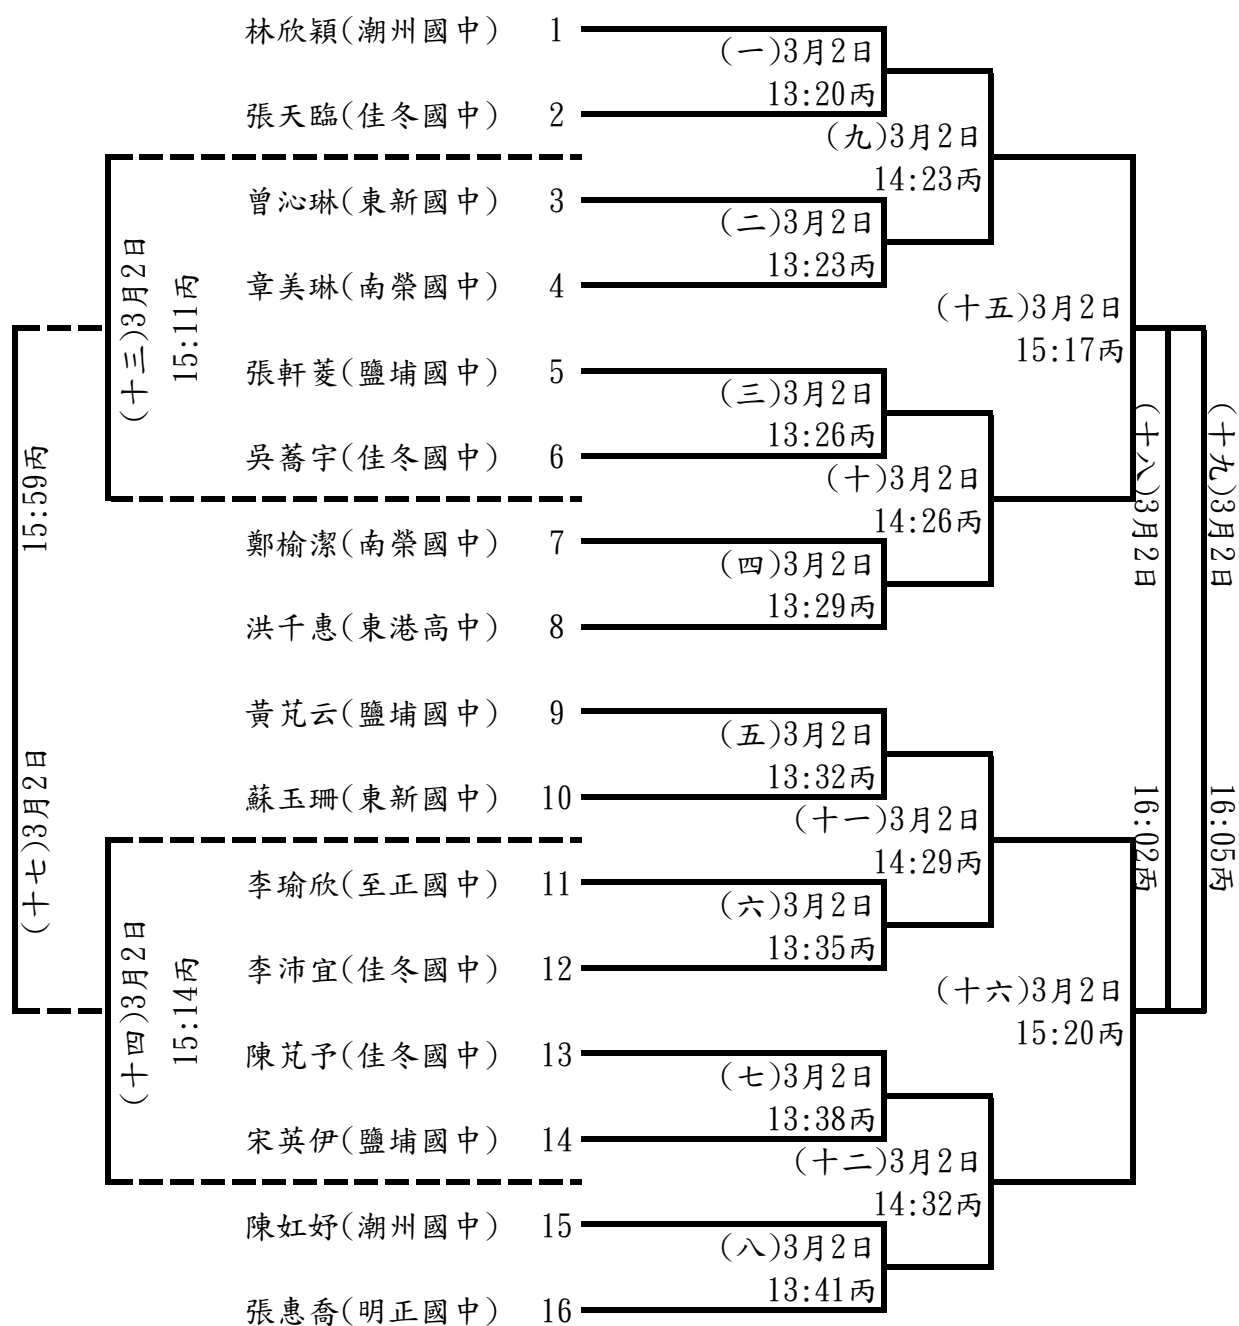 林欣穎(潮州國中) 1
(一)3月2日
13:20丙
張天臨(佳冬國中) 2
(九)3月2日
14:23丙
曾沁琳(東新國中) 3
(二)3月2日
13:23丙
章美琳(南榮國中) 4
(十三)3月2日
15:11丙
(十五)3月2日
15:17丙
張軒菱(鹽埔國中) 5
(三)3月2日
13:26丙
吳蕎宇(佳冬國中) 6
(十)3月2日
14:26丙
鄭榆潔(南榮國中) 7
(四)3月2日
13:29丙
洪千惠(東港高中) 8
(十七)3月2日
15:59丙
(十八)3月2日
16:02丙
(十九)3月2日
16:05丙
黃芃云(鹽埔國中) 9
(五)3月2日
13:32丙
蘇玉珊(東新國中) 10
(十一)3月2日
14:29丙
李瑜欣(至正國中) 11
(六)3月2日
13:35丙
李沛宜(佳冬國中) 12
(十四)3月2日
15:14丙
(十六)3月2日
15:20丙
陳芃予(佳冬國中) 13
(七)3月2日
13:38丙
宋英伊(鹽埔國中) 14
(十二)3月2日
14:32丙
陳虹妤(潮州國中) 15
(八)3月2日
13:41丙
張惠喬(明正國中) 16